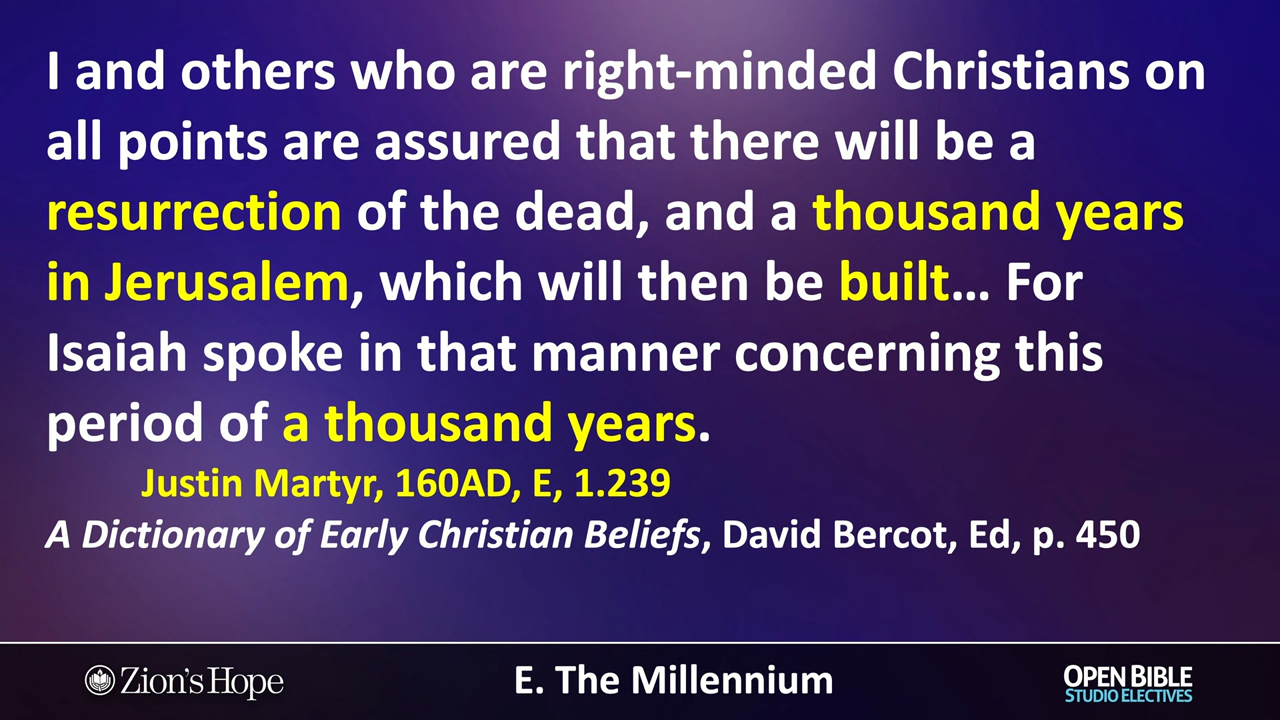 I and others who are right-minded Christians on
all points are assured that there will be a
resurrection of the dead, and a thousand years
in Jerusalem, which will then be built… For
Isaiah spoke in that manner concerning this
period of a thousand years.
Justin Martyr, 160AD, E, 1.239
A Dictionary of Early Christian Beliefs, David Bercot, Ed, p. 450
Zion's Hope
E. The Millennium
OPEN BIBLE
STUDIO ELECTIVES